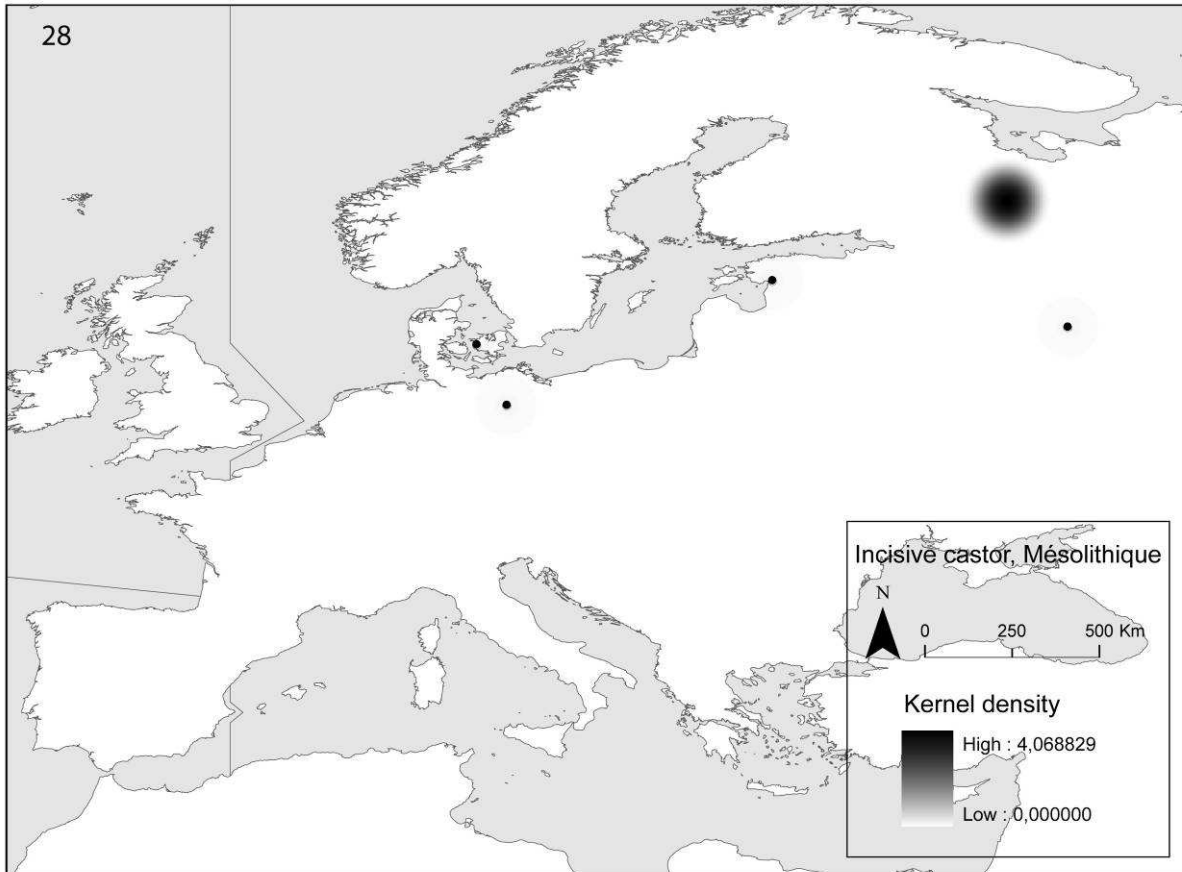 28
Incisive castor, Mésolithique
N
0 250 500 Km
Kernel density
High : 4,068829
Low : 0,000000